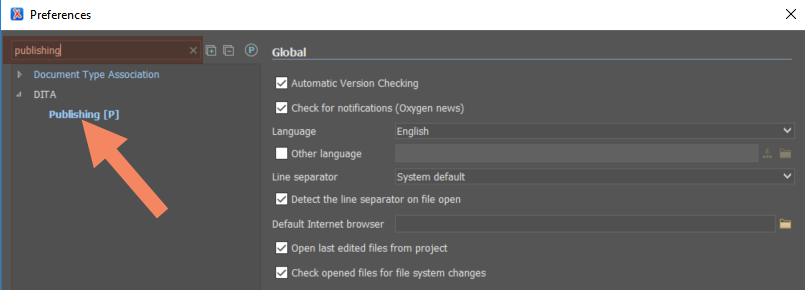 Preferences
publishing
Document Type Association
DITA
Publishing [P]
P
Global
Automatic Version Checking
Check for notifications (Oxygen news)
Language English
Other language
Line separator System default
Detect the line separator on file open
Default Internet browser
Open last edited files from project
Check opened files for file system changes